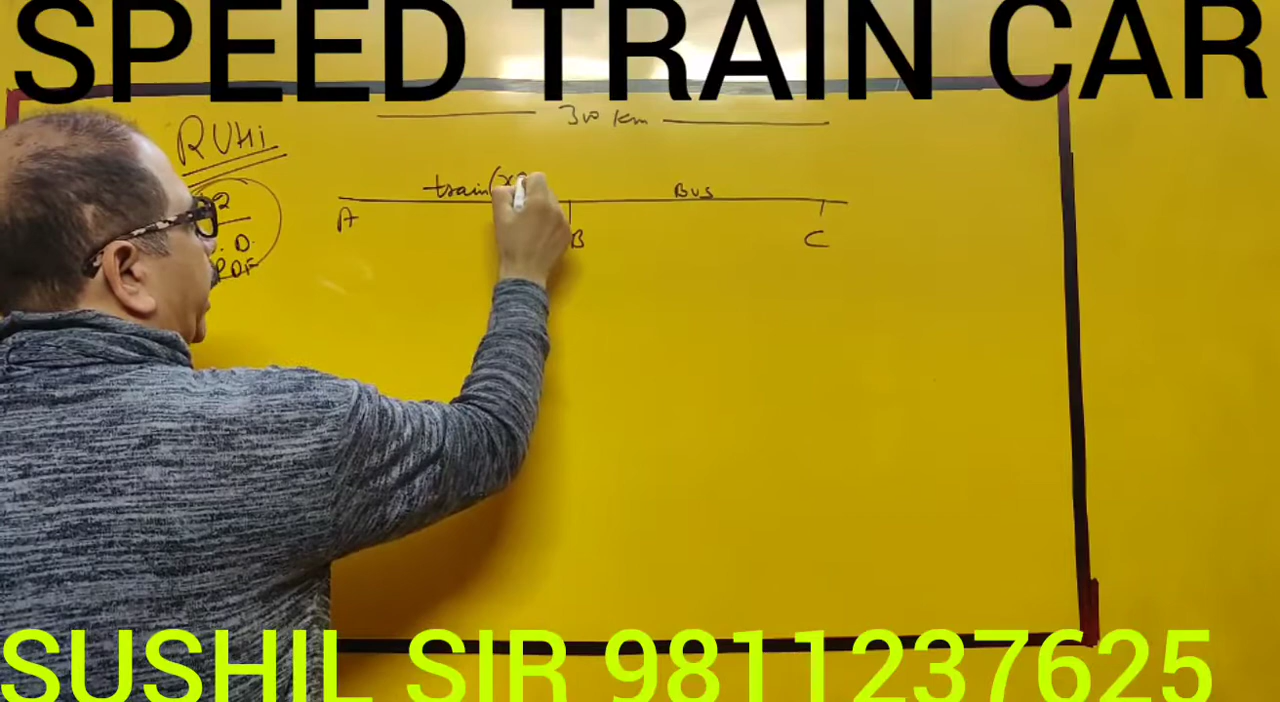 SPEED TRAIN CAR
300 km
RUHI
train(x
Bus
A
B
C
SUSHIL SIR 9811237625